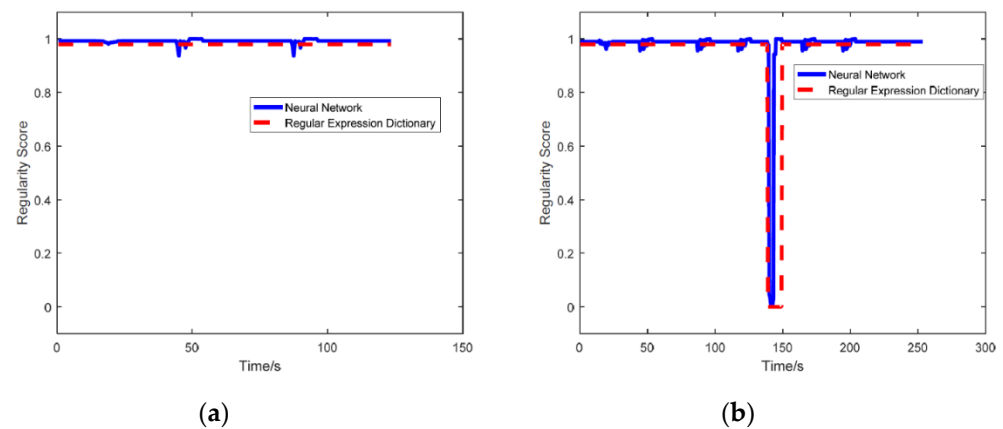 1
0.8
0.6
0.4
0.2
0
Regularity Score
Neural Network
Regular Expression Dictionary
0 50 100 150
Time/s
(a)
1
0.8
0.6
0.4
0.2
0
Regularity Score
Neural Network
Regular Expression Dictionary
0 50 100 150 200 250 300
Time/s
(b)